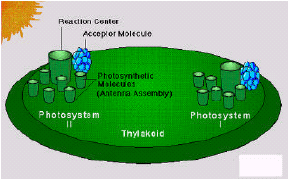 Reaction Center
Acceptor Molecule
Photosynthetic
Molecules
(Antenna Assembly)
Photosystem
II
Photosystem
I
Thylakoid